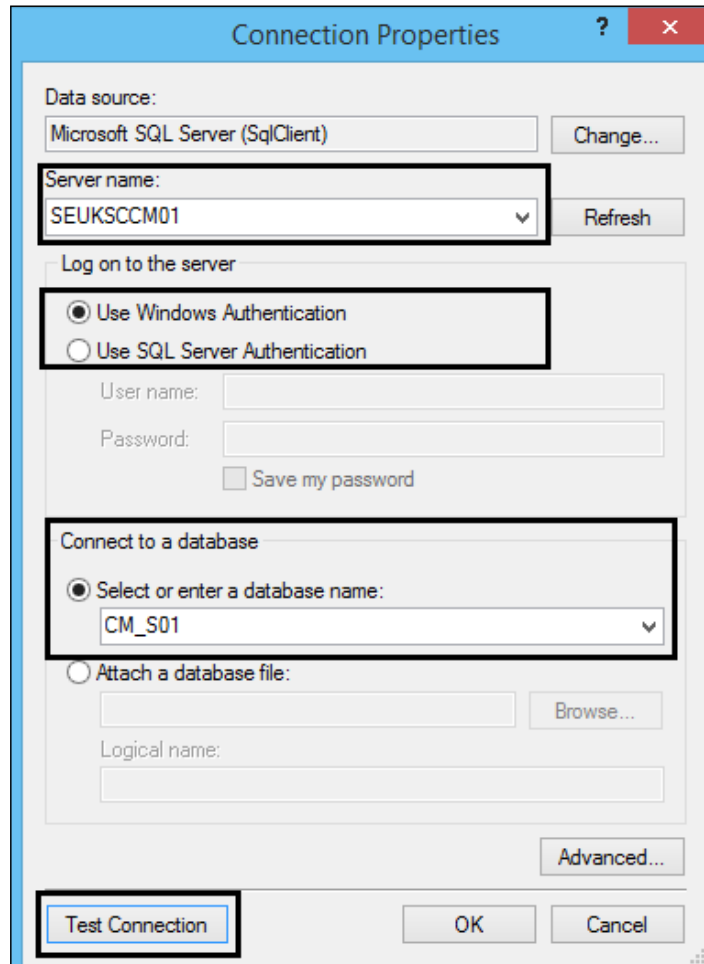 Connection Properties
?
Data source:
Microsoft SQL Server (SqlClient)
Change...
Server name:
SEUKSCCM01
Refresh
Log on to the server
Use Windows Authentication
Use SQL Server Authentication
User name:
Password:
Save my password
Connect to a database
Select or enter a database name:
CM_S01
Attach a database file:
Browse...
Logical name:
Advanced...
Test Connection
OK
Cancel